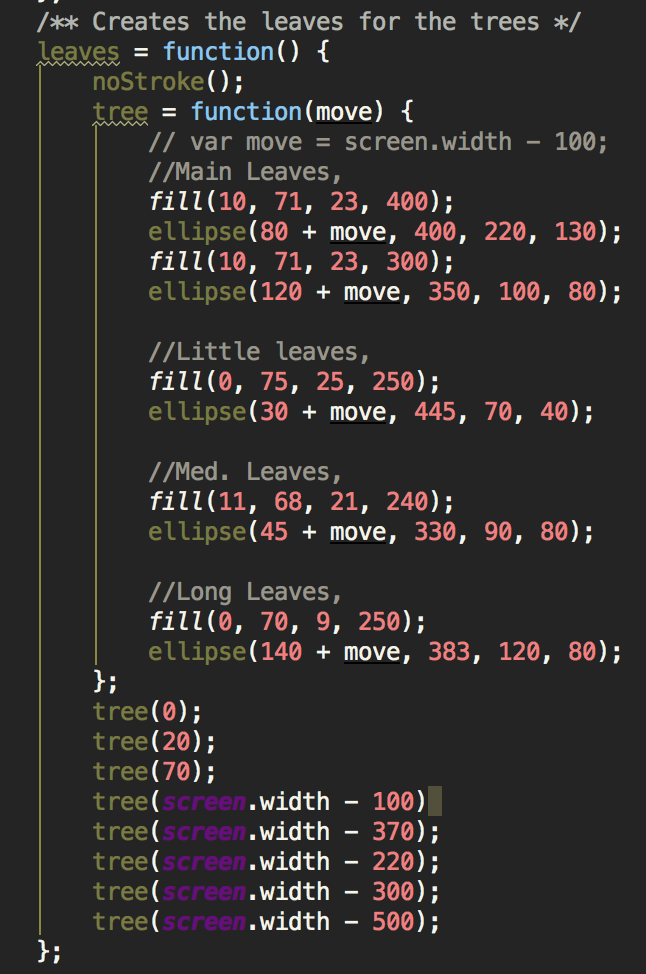 };
/** Creates the leaves for the trees */
leaves = function() {
noStroke();
tree = function(move) {
// var move = screen.width - 100;
//Main Leaves,
fill(10, 71, 23, 400);
ellipse(80 + move, 400, 220, 130);
fill(10, 71, 23, 300);
ellipse(120 + move, 350, 100, 80);
//Little leaves,
fill(0, 75, 25, 250);
ellipse(30 + move, 445, 70, 40);
//Med. Leaves,
fill(11, 68, 21, 240);
ellipse(45 + move, 330, 90, 80);
//Long Leaves,
fill(0, 70, 9, 250);
ellipse(140 + move, 383, 120, 80);
};
tree(0);
tree(20);
tree(70);
tree(screen.width - 100)
tree(screen.width - 370);
tree(screen.width - 220);
tree(screen.width - 300);
tree(screen.width - 500);
};